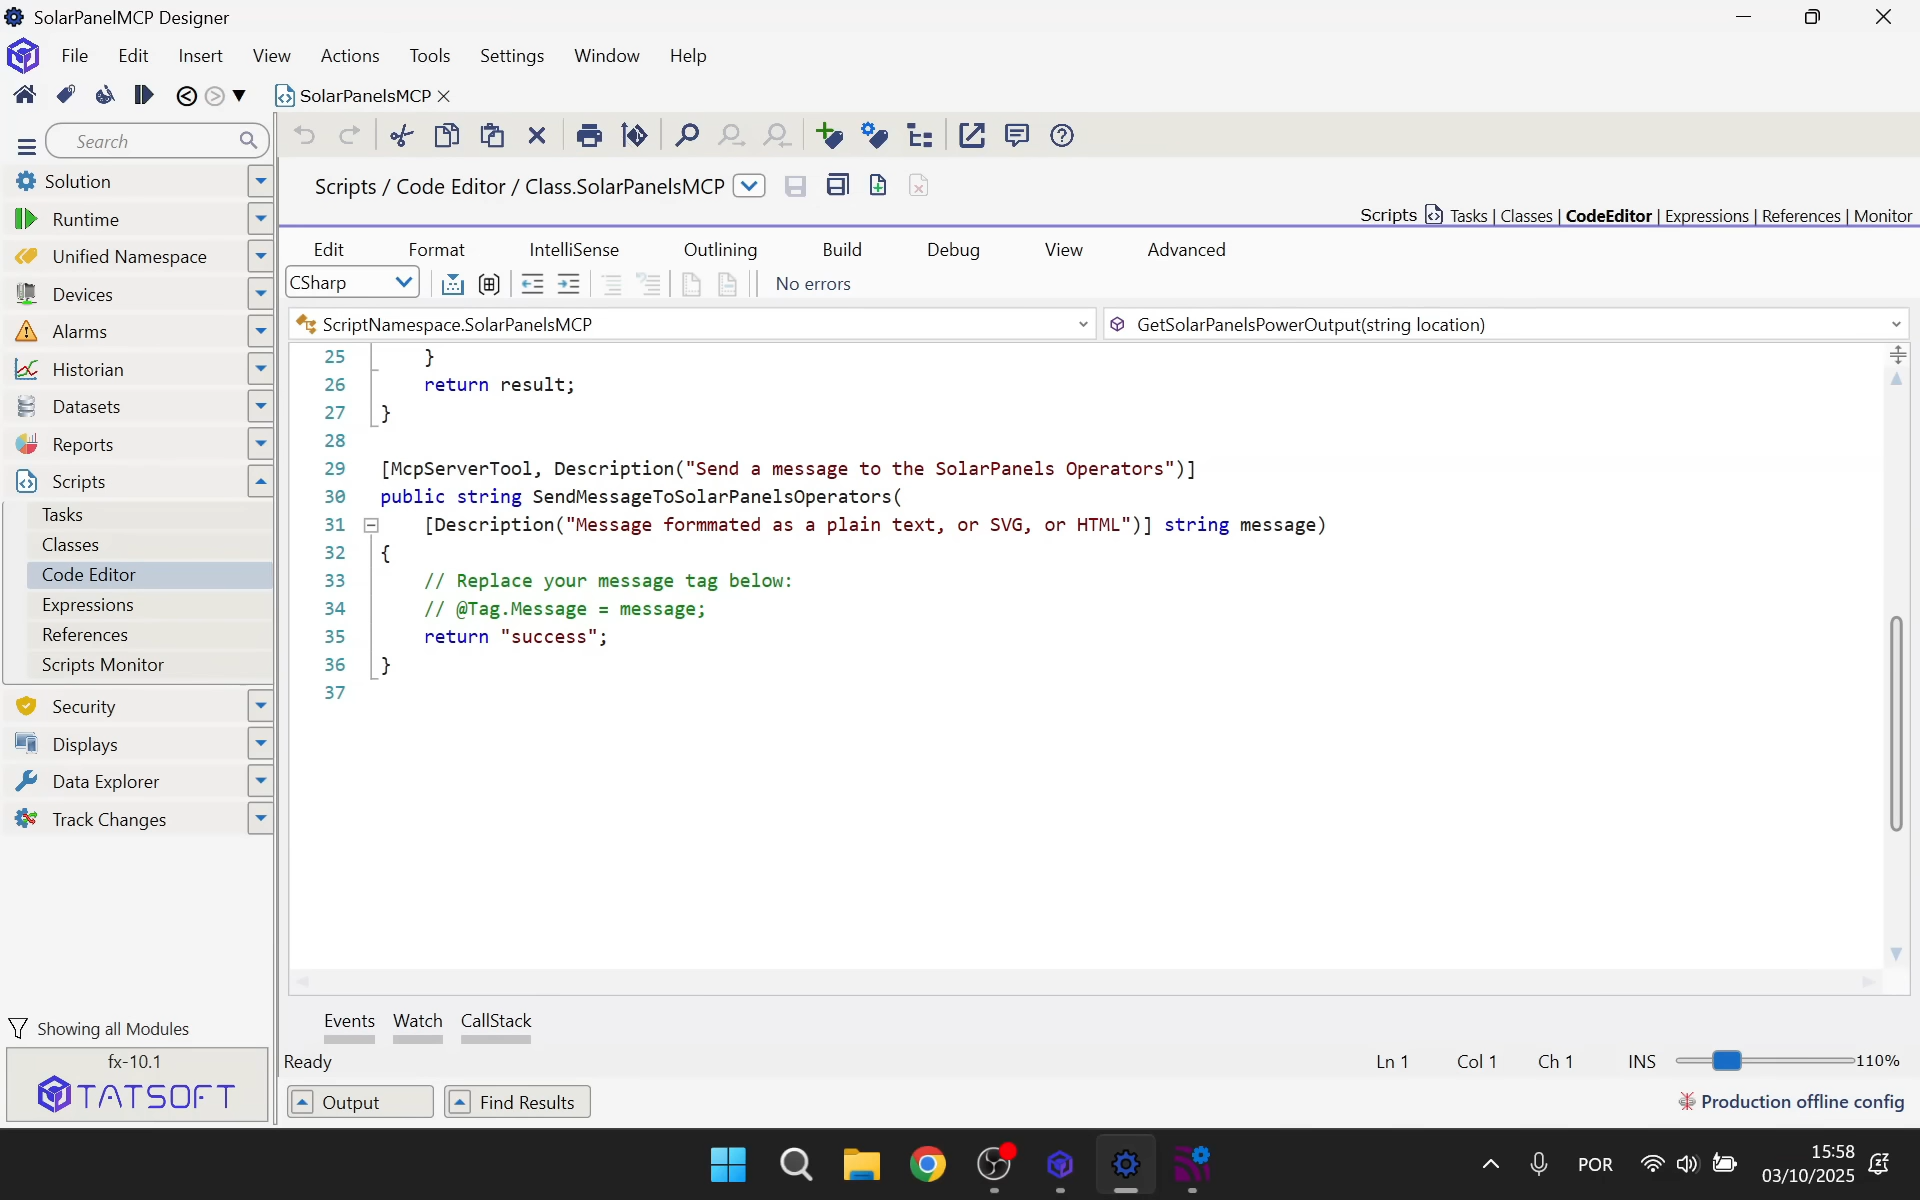 SolarPanelMCP Designer
File Edit Insert View Actions Tools Settings Window Help
SolarPanelsMCP
Search
Solution
Runtime
Unified Namespace
Devices
Alarms
Historian
Datasets
Reports
Scripts
Tasks
Classes
Code Editor
Expressions
References
Scripts Monitor
Security
Displays
Data Explorer
Track Changes
Showing all Modules
fx-10.1
TATSOFT
Scripts / Code Editor / Class.SolarPanelsMCP
Scripts Tasks | Classes | CodeEditor | Expressions | References | Monitor
Edit Format IntelliSense Outlining Build Debug View Advanced
CSharp No errors
ScriptNamespace.SolarPanelsMCP GetSolarPanelsPowerOutput(string location)
25 }
26 return result;
27 }
28
29 [McpServerTool, Description("Send a message to the SolarPanels Operators")]
30 public string SendMessageToSolarPanelsOperators(
31 [Description("Message formmated as a plain text, or SVG, or HTML")] string message)
32 {
33 // Replace your message tag below:
34 // @Tag.Message = message;
35 return "success";
36 }
37
Events Watch CallStack
Ready Ln 1 Col 1 Ch 1 INS 110%
Output Find Results Production offline config
POR 15:58
03/10/2025